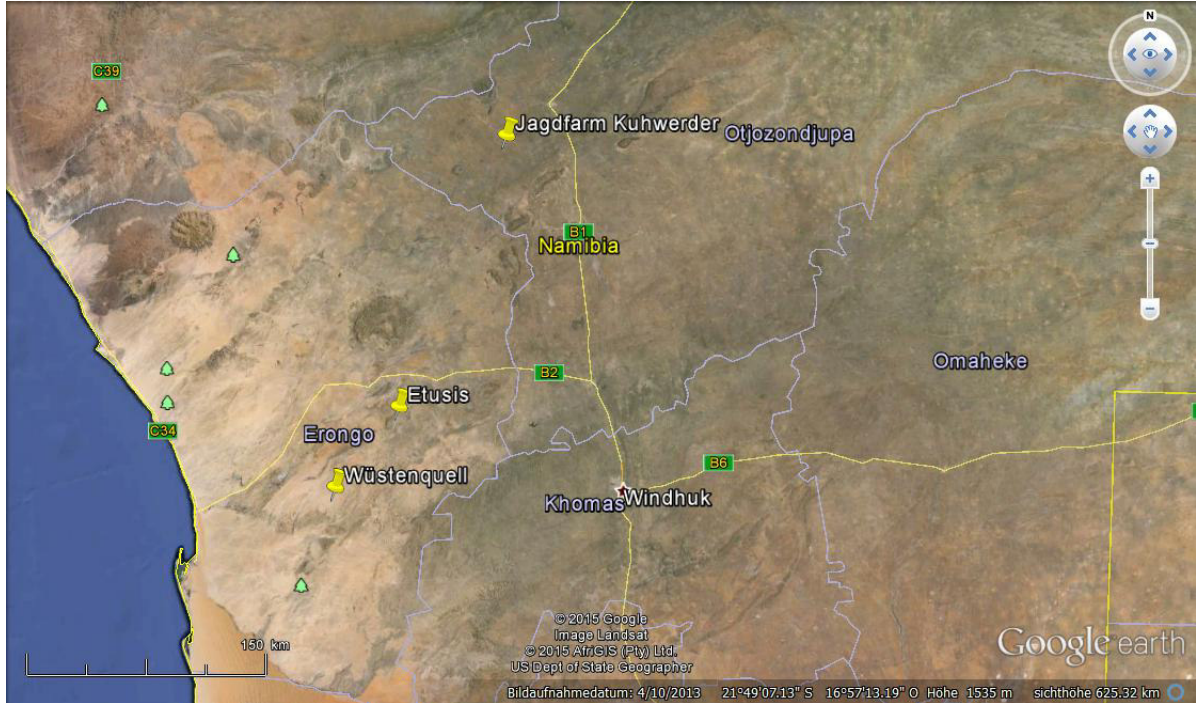 N
C39
Jagdfarm Kuhwerder
Otjozondjupa
B1
Namibia
Omaheke
B2
Etusis
C34
Erongo
B6
Wüstenquell
Khomas
Windhuk
© 2015 Google
Image Landsat
© 2015 AfriGIS (Pty) Ltd.
US Dept of State Geographer
150 km
Google earth
Bildaufnahmedatum: 4/10/2013 21°49'07.13" S 16°57'13.19" O Höhe 1535 m sichthöhe 625.32 km